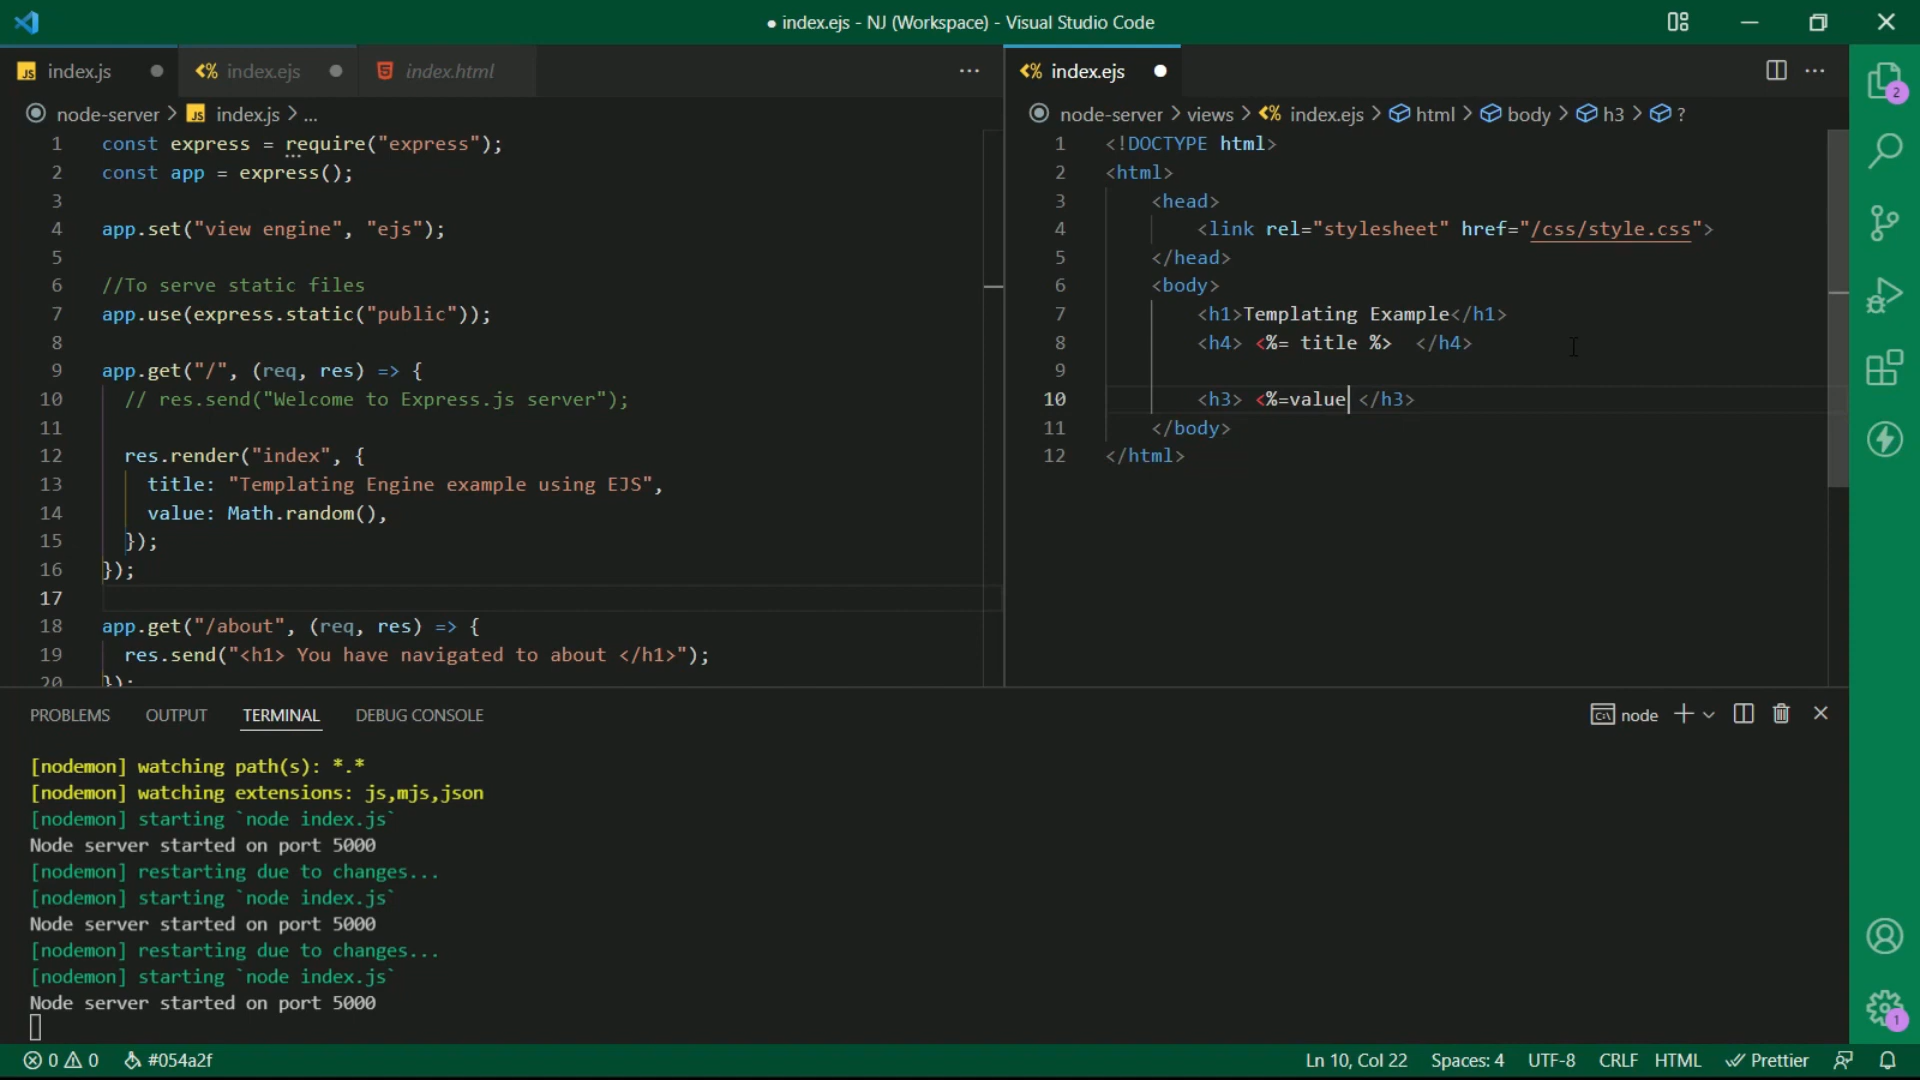 ● index.ejs - NJ (Workspace) - Visual Studio Code
JS index.js
<% index.ejs
index.html
...
node-server > JS index.js > ...
1 const express = require("express");
2 const app = express();
3
4 app.set("view engine", "ejs");
5
6 //To serve static files
7 app.use(express.static("public"));
8
9 app.get("/", (req, res) => {
10 // res.send("Welcome to Express.js server");
11
12 res.render("index", {
13 title: "Templating Engine example using EJS",
14 value: Math.random(),
15 });
16 });
17
18 app.get("/about", (req, res) => {
19 res.send("<h1> You have navigated to about </h1>");
20 });
<% index.ejs
...
node-server > views > <% index.ejs > html > body > h3 > ?
1 <!DOCTYPE html>
2 <html>
3 <head>
4 <link rel="stylesheet" href="/css/style.css">
5 </head>
6 <body>
7 <h1>Templating Example</h1>
8 <h4> <%= title %>  </h4>
9
10 <h3> <%=value </h3>
11 </body>
12 </html>
2
PROBLEMS OUTPUT TERMINAL DEBUG CONSOLE
node
[nodemon] watching path(s): *.*
[nodemon] watching extensions: js,mjs,json
[nodemon] starting `node index.js`
Node server started on port 5000
[nodemon] restarting due to changes...
[nodemon] starting `node index.js`
Node server started on port 5000
[nodemon] restarting due to changes...
[nodemon] starting `node index.js`
Node server started on port 5000
1
0 0 #054a2f
Ln 10, Col 22 Spaces: 4 UTF-8 CRLF HTML Prettier